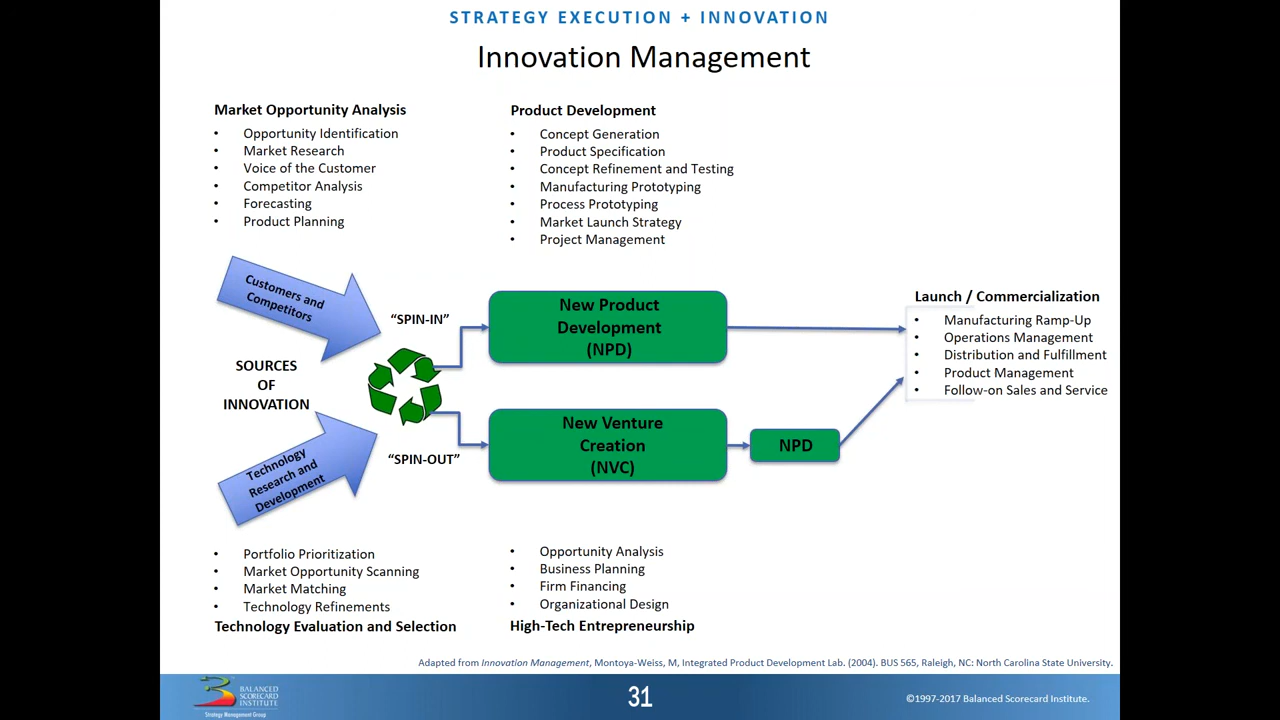 STRATEGY EXECUTION + INNOVATION
Innovation Management
Market Opportunity Analysis
• Opportunity Identification
• Market Research
• Voice of the Customer
• Competitor Analysis
• Forecasting
• Product Planning
Product Development
• Concept Generation
• Product Specification
• Concept Refinement and Testing
• Manufacturing Prototyping
• Process Prototyping
• Market Launch Strategy
• Project Management
Customers and
Competitors
SOURCES
OF
INNOVATION
Technology
Research and
Development
“SPIN-IN”
“SPIN-OUT”
New Product
Development
(NPD)
New Venture
Creation
(NVC)
NPD
Launch / Commercialization
• Manufacturing Ramp-Up
• Operations Management
• Distribution and Fulfillment
• Product Management
• Follow-on Sales and Service
• Portfolio Prioritization
• Market Opportunity Scanning
• Market Matching
• Technology Refinements
Technology Evaluation and Selection
• Opportunity Analysis
• Business Planning
• Firm Financing
• Organizational Design
High-Tech Entrepreneurship
Adapted from Innovation Management, Montoya-Weiss, M, Integrated Product Development Lab. (2004). BUS 565, Raleigh, NC: North Carolina State University.
BALANCED
SCORECARD
INSTITUTE
Strategy Management Group
31
©1997-2017 Balanced Scorecard Institute.